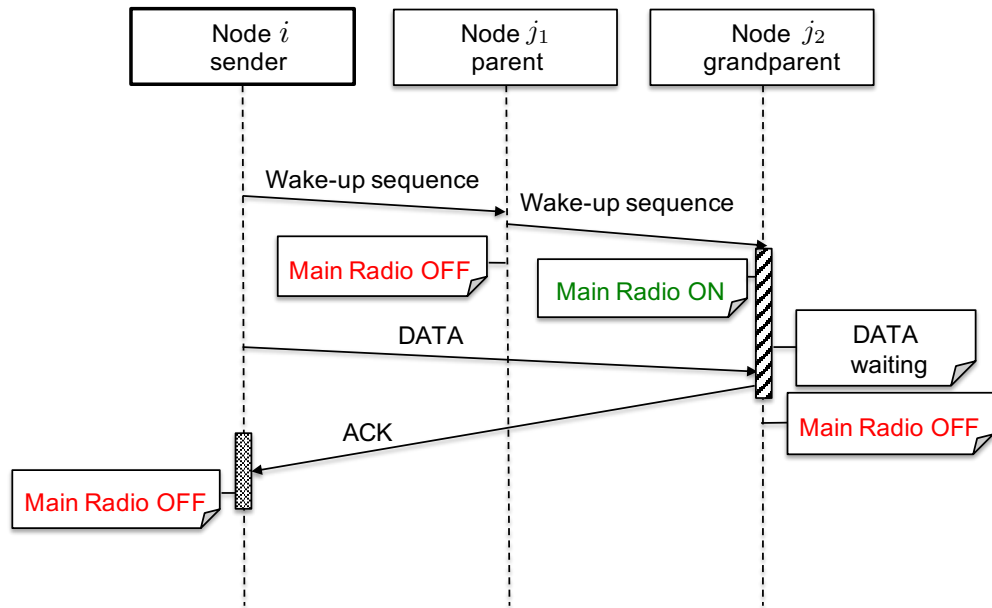 Node i
sender
Node j₁
parent
Node j₂
grandparent
Wake-up sequence
Wake-up sequence
Main Radio OFF
Main Radio ON
DATA
DATA
waiting
ACK
Main Radio OFF
Main Radio OFF